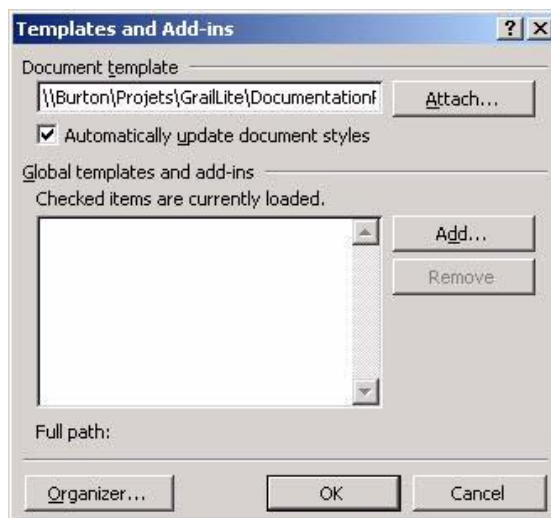 Templates and Add-ins
Document template
\\Burton\Projets\GrailLite\DocumentationF
Attach...
Automatically update document styles
Global templates and add-ins
Checked items are currently loaded.
Add...
Remove
Full path:
Organizer...
OK
Cancel